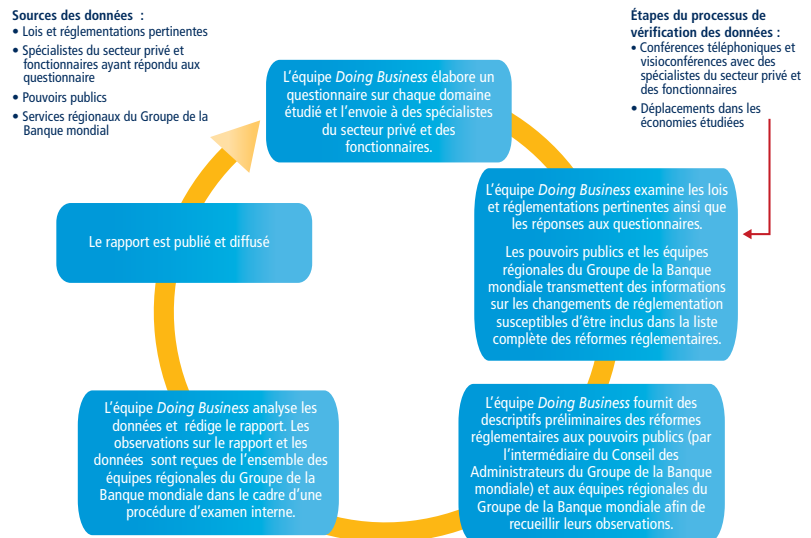 Sources des données :
• Lois et réglementations pertinentes
• Spécialistes du secteur privé et
fonctionnaires ayant répondu aux
questionnaire
• Pouvoirs publics
• Services régionaux du Groupe de la
Banque mondial
Étapes du processus de
vérification des données :
• Conférences téléphoniques et
visioconférences avec des
spécialistes du secteur privé et
des fonctionnaires
• Déplacements dans les
économies étudiées
L'équipe Doing Business élabore un
questionnaire sur chaque domaine
étudié et l'envoie à des spécialistes
du secteur privé et des
fonctionnaires.
L'équipe Doing Business examine les lois
et réglementations pertinentes ainsi que
les réponses aux questionnaires.
Les pouvoirs publics et les équipes
régionales du Groupe de la Banque
mondiale transmettent des informations
sur les changements de réglementation
susceptibles d'être inclus dans la liste
complète des réformes réglementaires.
L'équipe Doing Business fournit des
descriptifs préliminaires des réformes
réglementaires aux pouvoirs publics (par
l'intermédiaire du Conseil des
Administrateurs du Groupe de la Banque
mondiale) et aux équipes régionales du
Groupe de la Banque mondiale afin de
recueillir leurs observations.
L'équipe Doing Business analyse les
données et rédige le rapport. Les
observations sur le rapport et les
données sont reçues de l'ensemble des
équipes régionales du Groupe de la
Banque mondiale dans le cadre d'une
procédure d'examen interne.
Le rapport est publié et diffusé